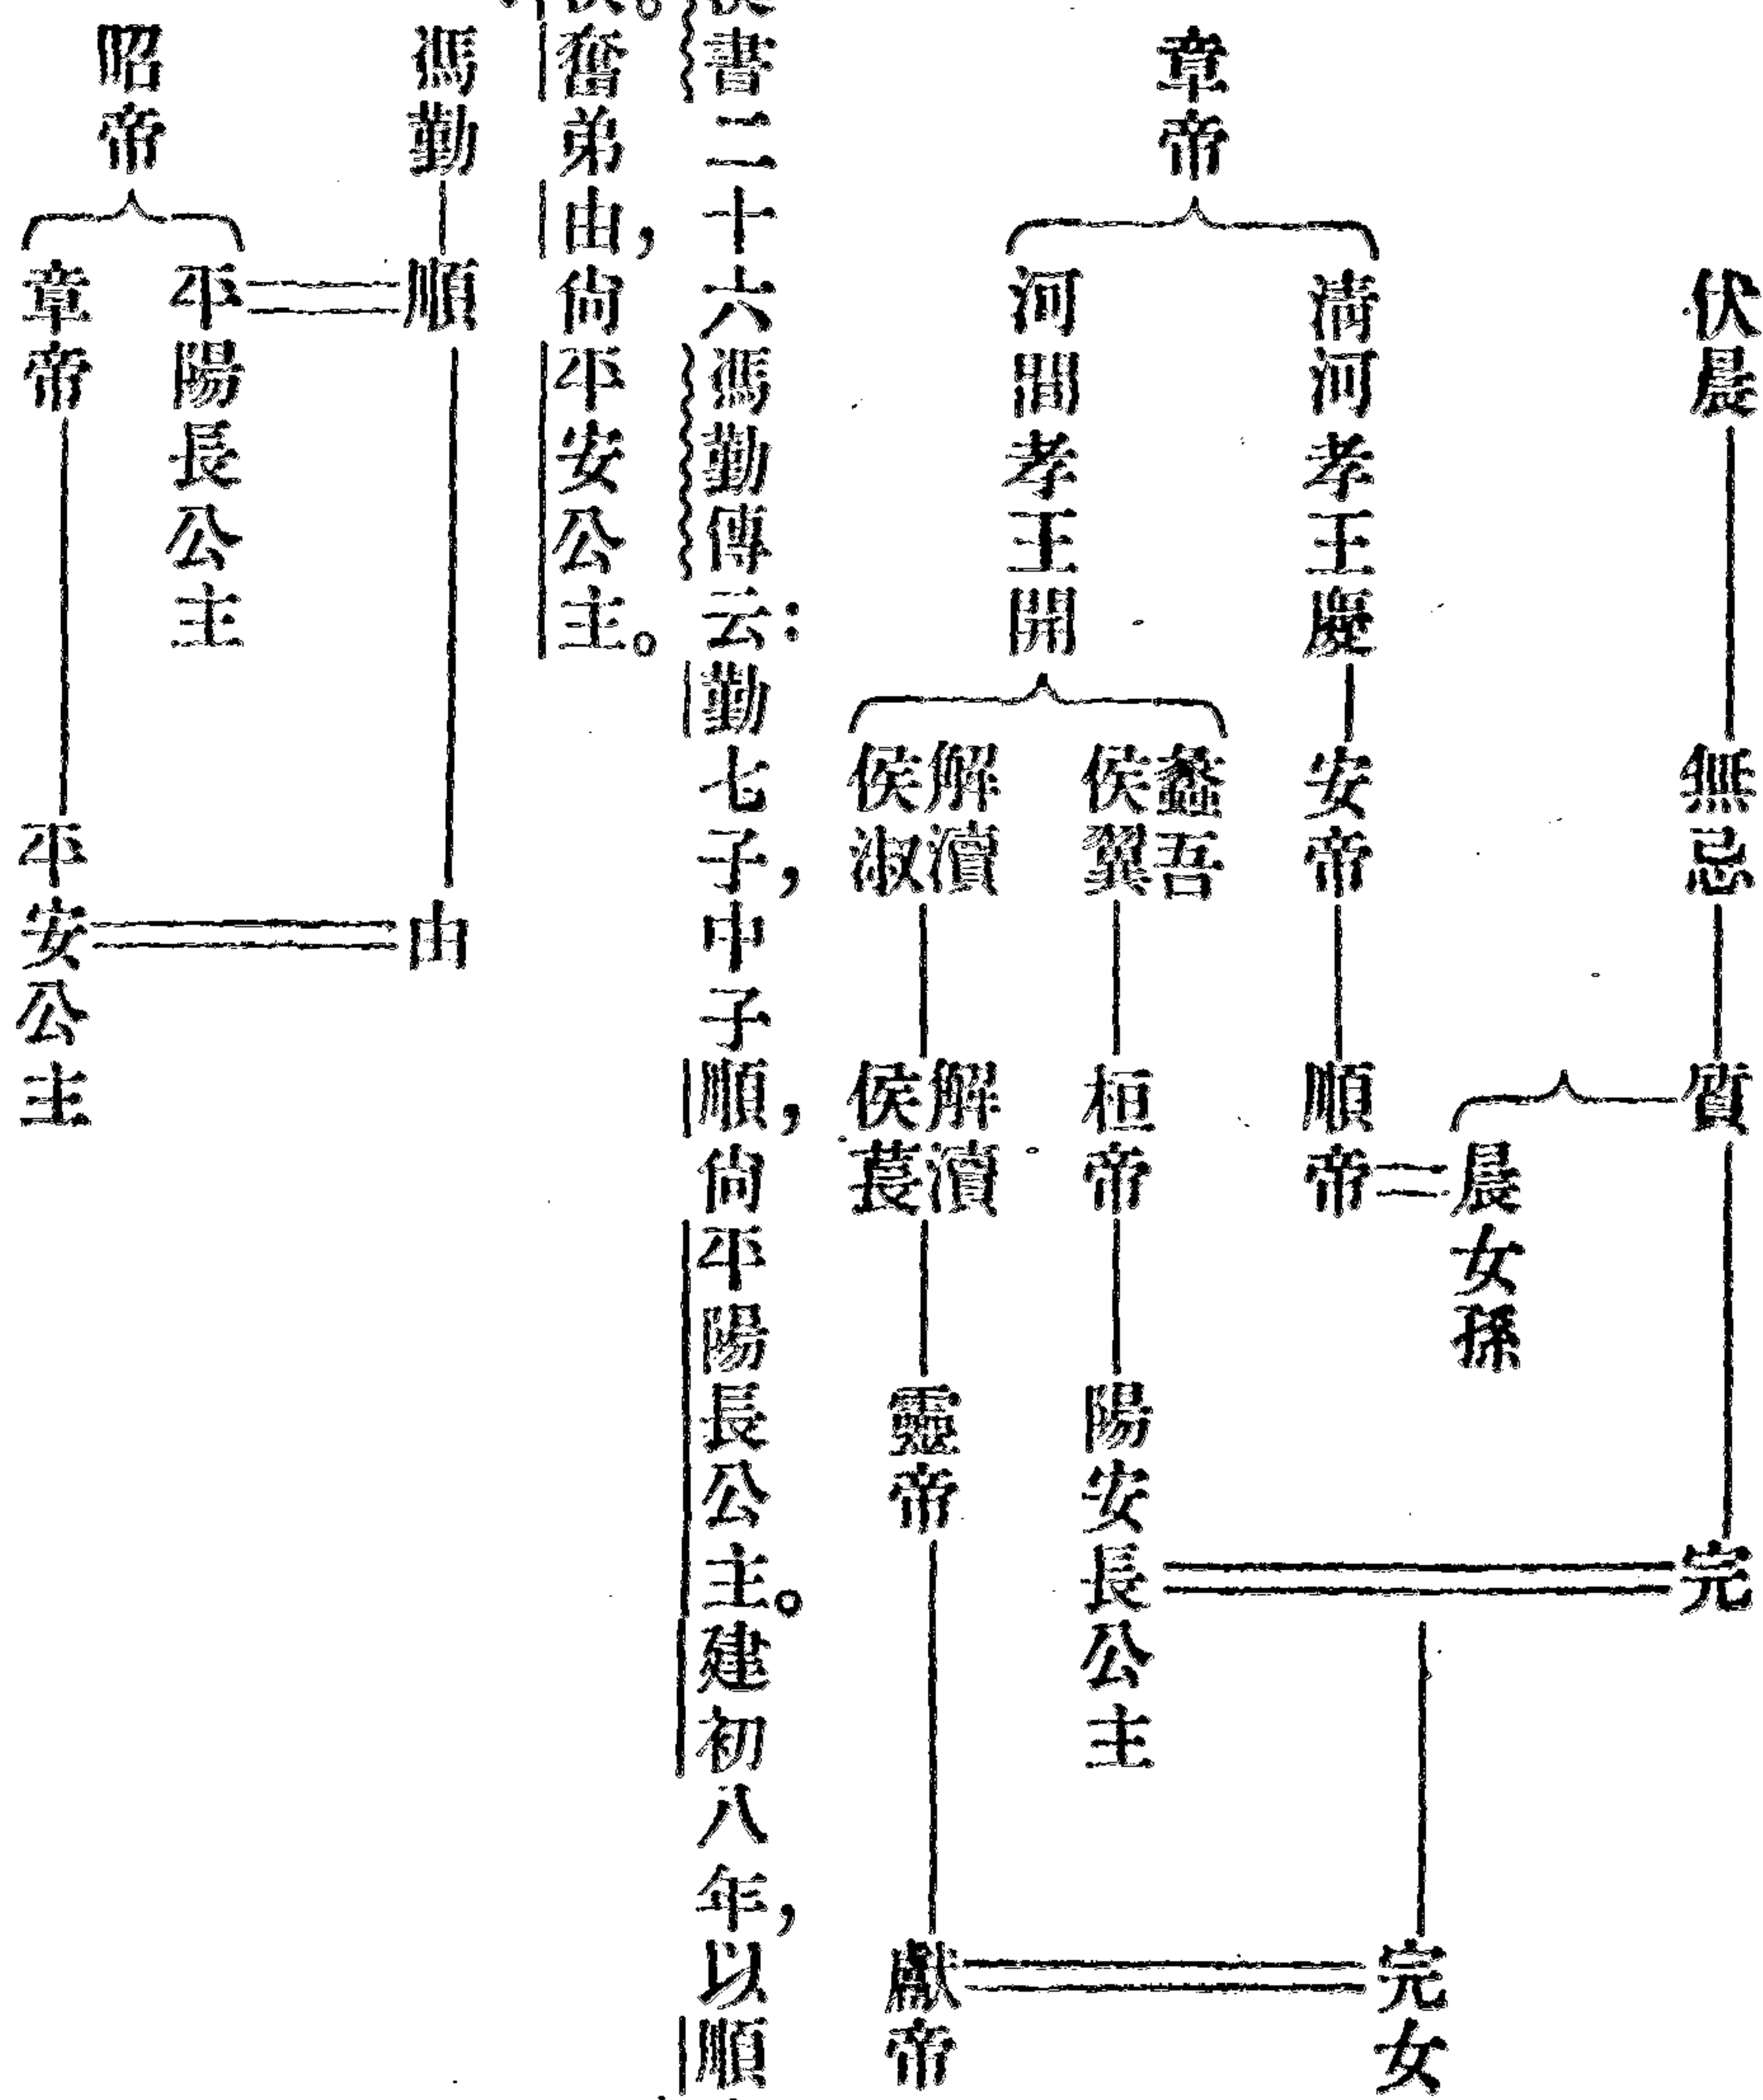 伏晨
無忌
質
晨女孫
完
完女
章帝
清河孝王慶
安帝
順帝
河間孝王開
蠡吾
侯翼
桓帝
陽安長公主
解瀆
侯淑
解瀆
侯萇
靈帝
獻帝
書二十六馮勤傳云：勤七子，中子順，尙平陽長公主。建初八年，以順
奮弟由，尙平安公主。
馮勤
順
由
昭帝
平陽長公主
章帝
平安公主